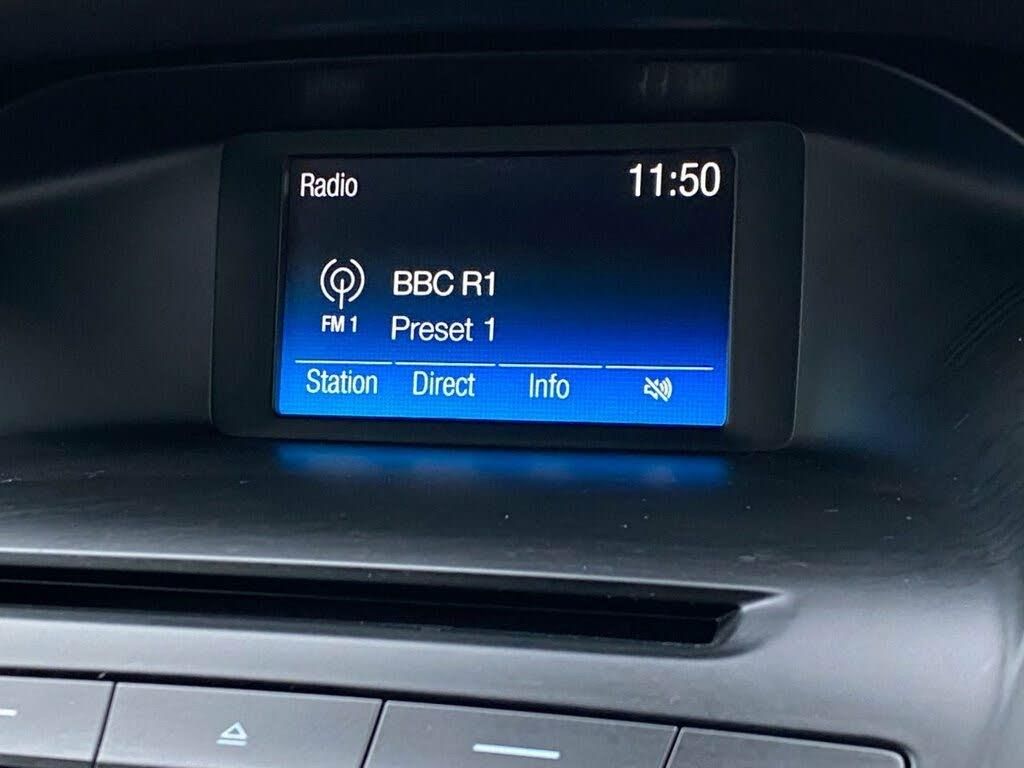 Radio 11:50
BBC R1
FM 1 Preset 1
Station Direct Info